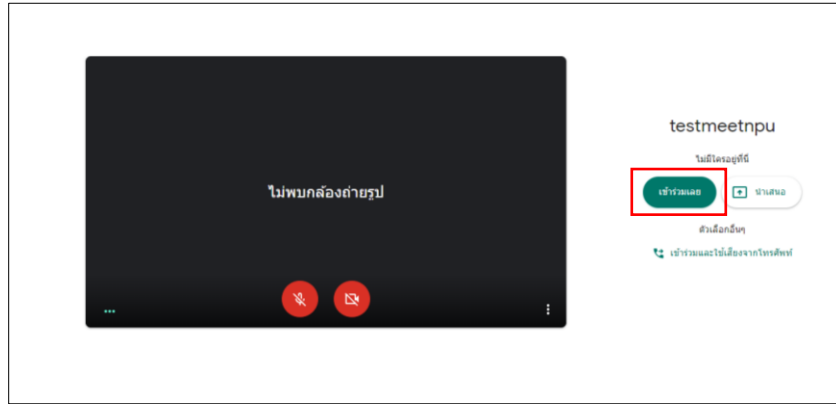 testmeetnpu
ไม่มีใครอยู่ที่นี่
ไม่พบกล้องถ่ายรูป
เข้าร่วมเลย
นำเสนอ
ตัวเลือกอื่นๆ
เข้าร่วมและใช้เสียงจากโทรศัพท์